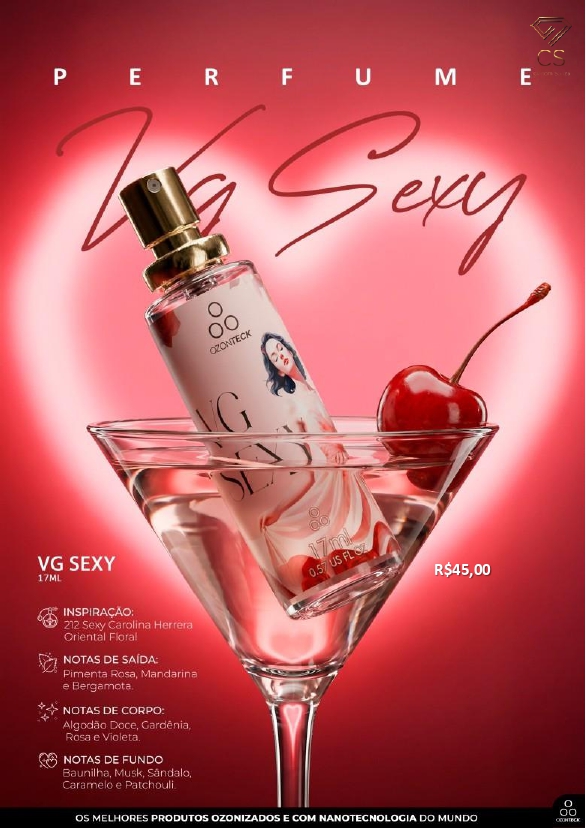 CS
PERFUME
Vg Sexy
OZONTECK
VG
SEXY
17ml
0.57 US FL OZ
VG SEXY
17ML
R$45,00
INSPIRAÇÃO:
212 Sexy Carolina Herrera
Oriental Floral
NOTAS DE SAÍDA:
Pimenta Rosa, Mandarina
e Bergamota.
NOTAS DE CORPO:
Algodão Doce, Gardênia,
Rosa e Violeta.
NOTAS DE FUNDO
Baunilha, Musk, Sândalo,
Caramelo e Patchouli.
OS MELHORES PRODUTOS OZONIZADOS E COM NANOTECNOLOGIA DO MUNDO
OZONTECK